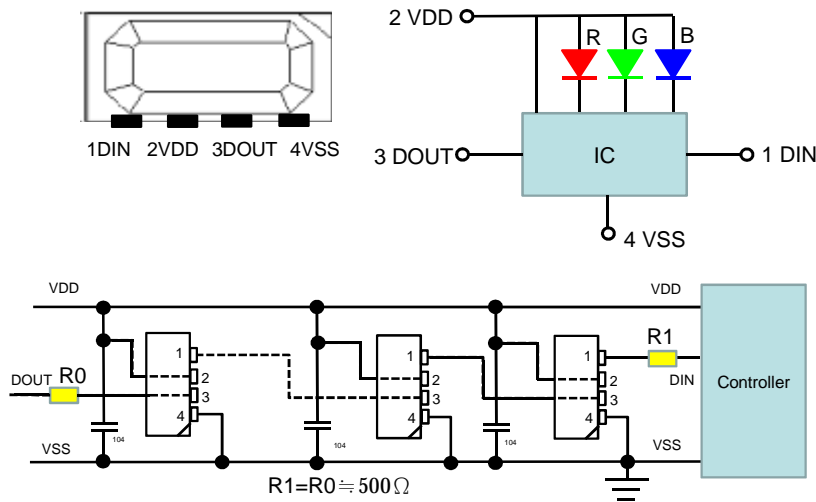 1DIN 2VDD 3DOUT 4VSS
2 VDD
R G B
3 DOUT
IC
1 DIN
4 VSS
VDD
VDD
R1
DOUT
R0
DIN
Controller
1
2
3
4
104
1
2
3
4
104
1
2
3
4
104
VSS
VSS
R1=R0≒500Ω